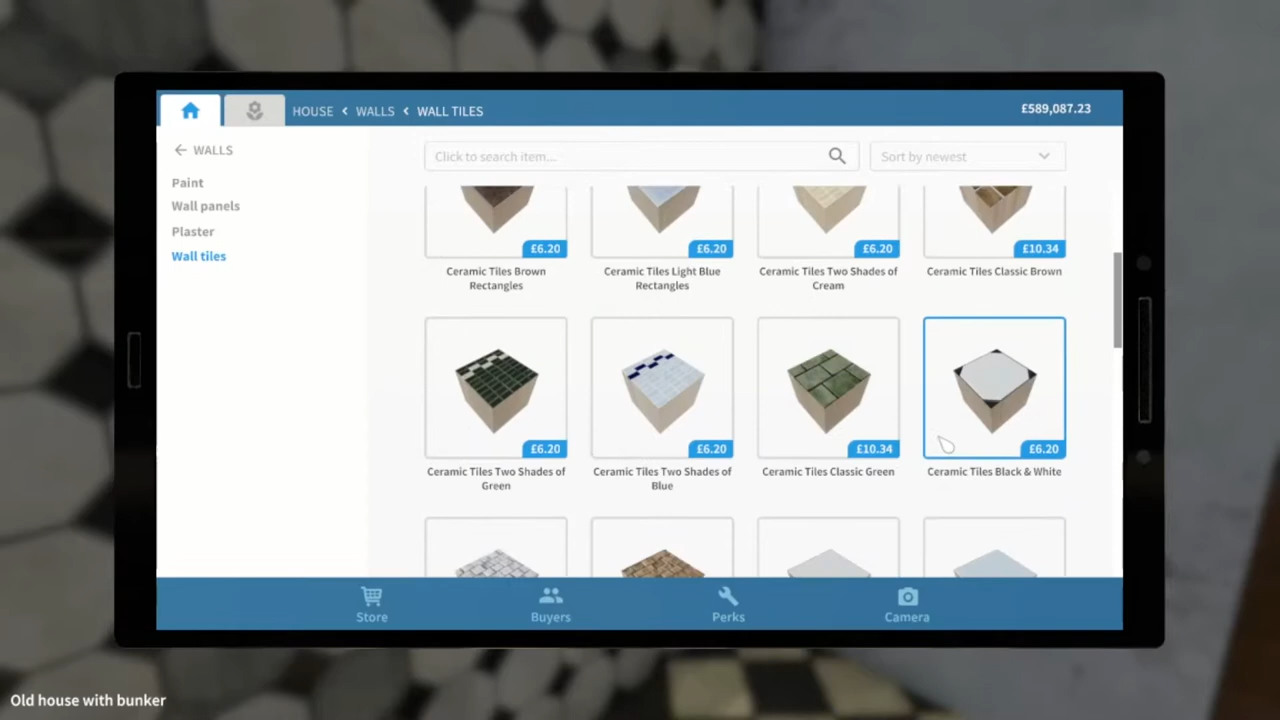 HOUSE < WALLS < WALL TILES
£589,087.23
WALLS
Paint
Wall panels
Plaster
Wall tiles
Click to search item...
Sort by newest
£6.20
£6.20
£6.20
£10.34
Ceramic Tiles Brown
Rectangles
Ceramic Tiles Light Blue
Rectangles
Ceramic Tiles Two Shades of
Cream
Ceramic Tiles Classic Brown
£6.20
£6.20
£10.34
£6.20
Ceramic Tiles Two Shades of
Green
Ceramic Tiles Two Shades of
Blue
Ceramic Tiles Classic Green
Ceramic Tiles Black & White
Store
Buyers
Perks
Camera
Old house with bunker